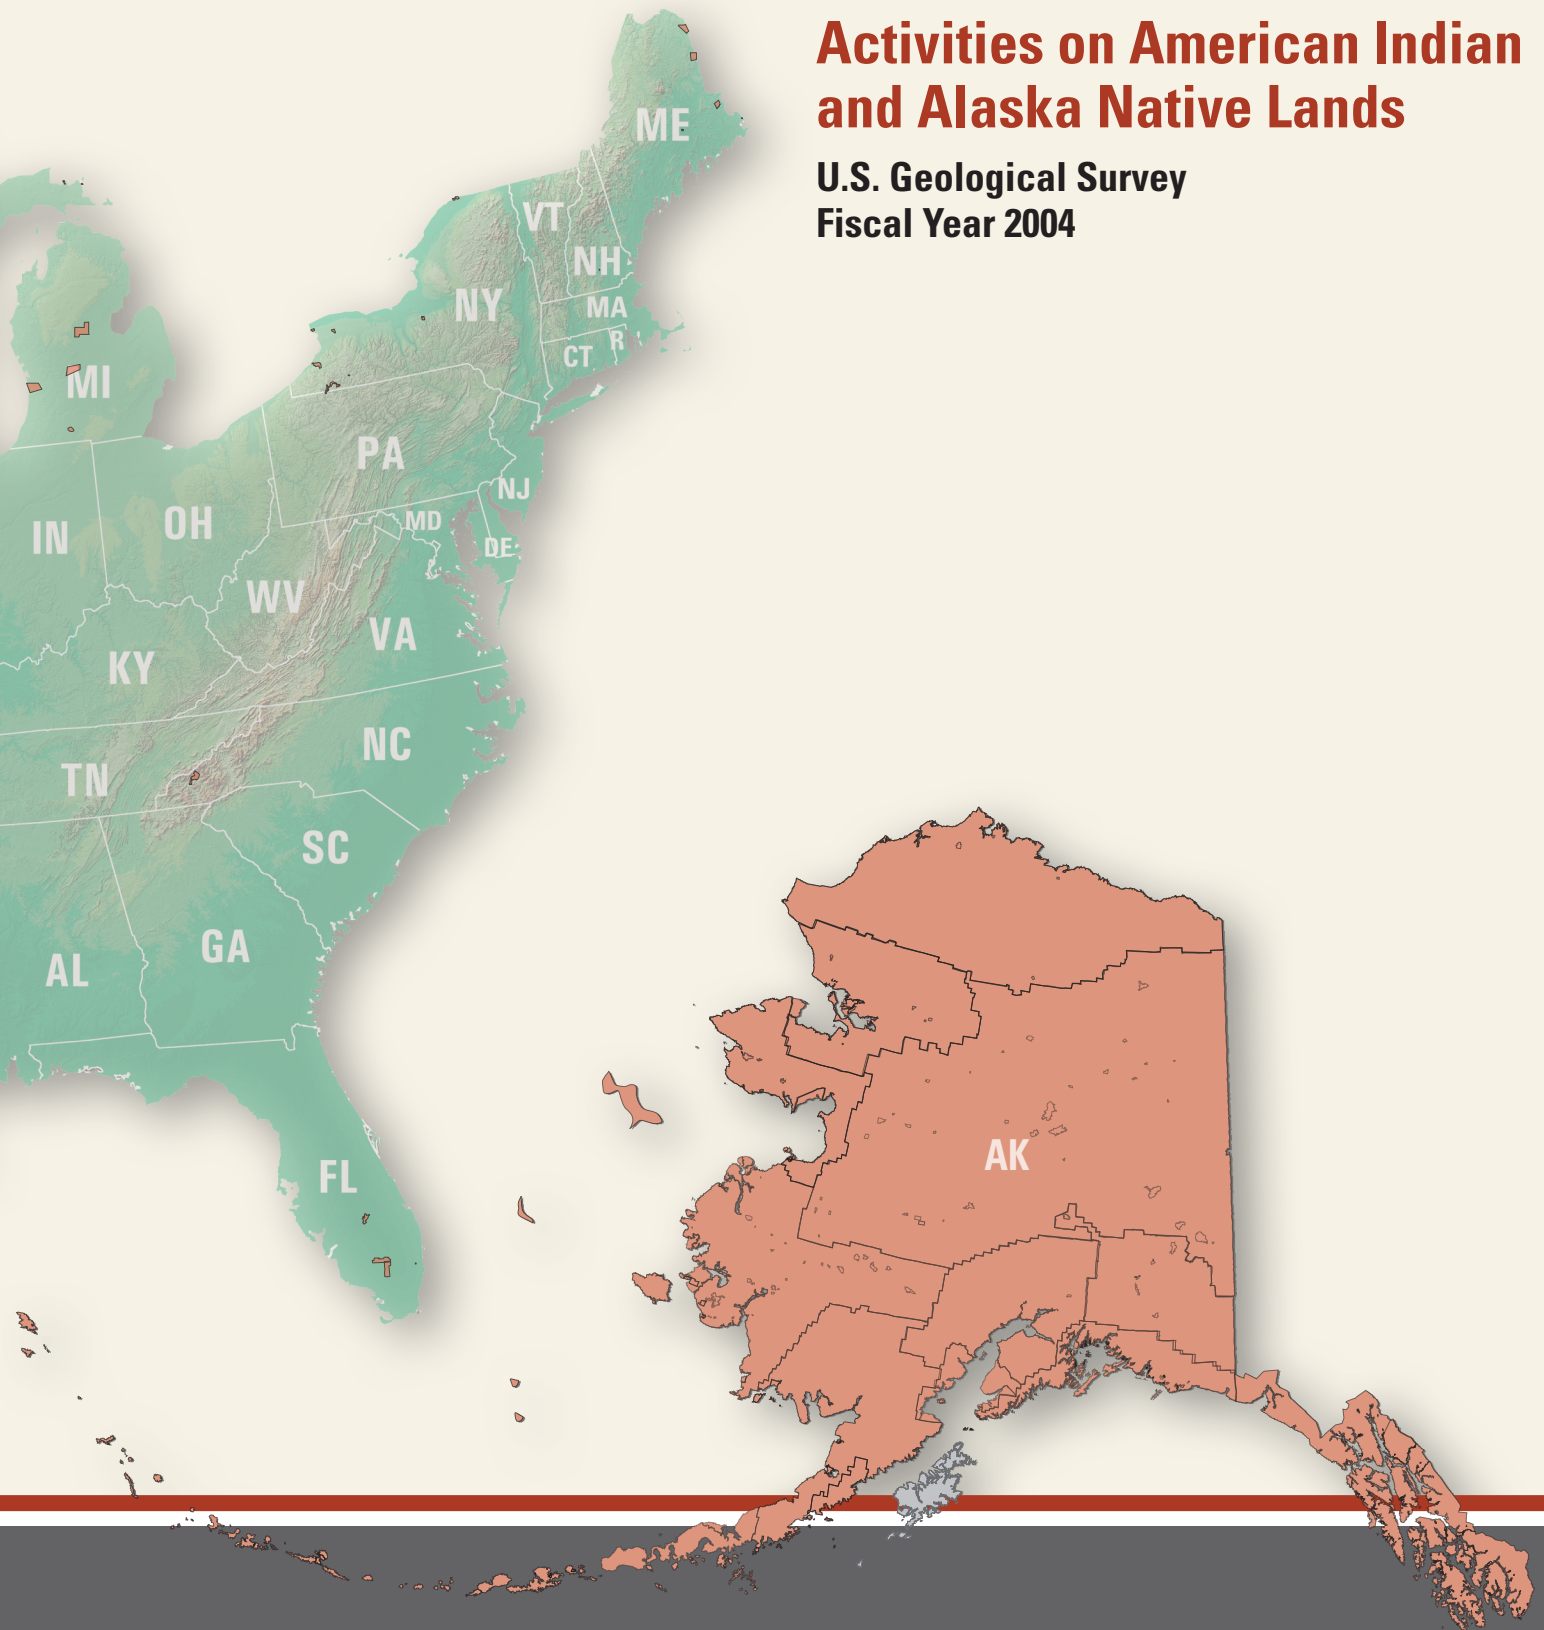 Activities on American Indian
and Alaska Native Lands
U.S. Geological Survey
Fiscal Year 2004
ME
VT
NH
NY
MA
R
CT
MI
PA
NJ
OH
MD
IN
DE
WV
VA
KY
NC
TN
SC
GA
AL
AK
FL